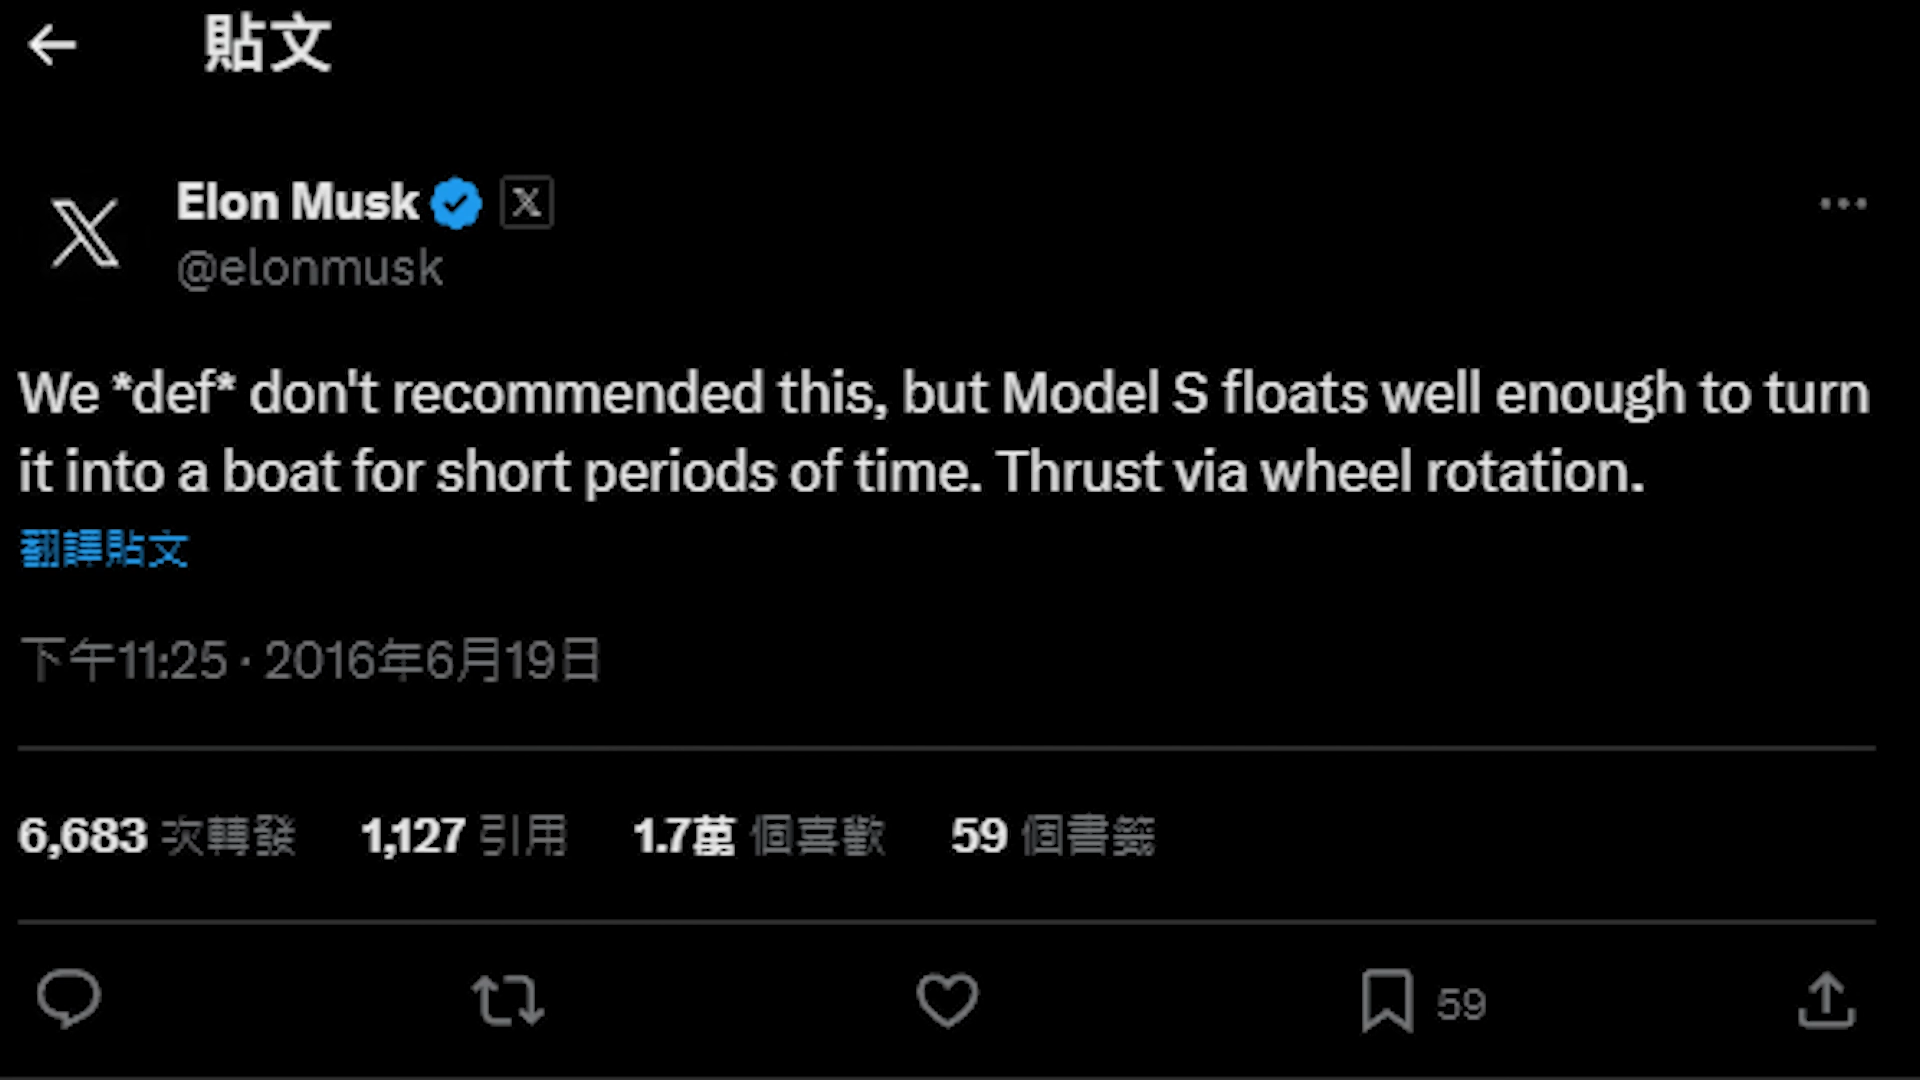 貼文
Elon Musk
@elonmusk
We *def* don't recommended this, but Model S floats well enough to turn
it into a boat for short periods of time. Thrust via wheel rotation.
翻譯貼文
下午11:25 · 2016年6月19日
6,683 次轉發 1,127 引用 1.7萬 個喜歡 59 個書籤
59